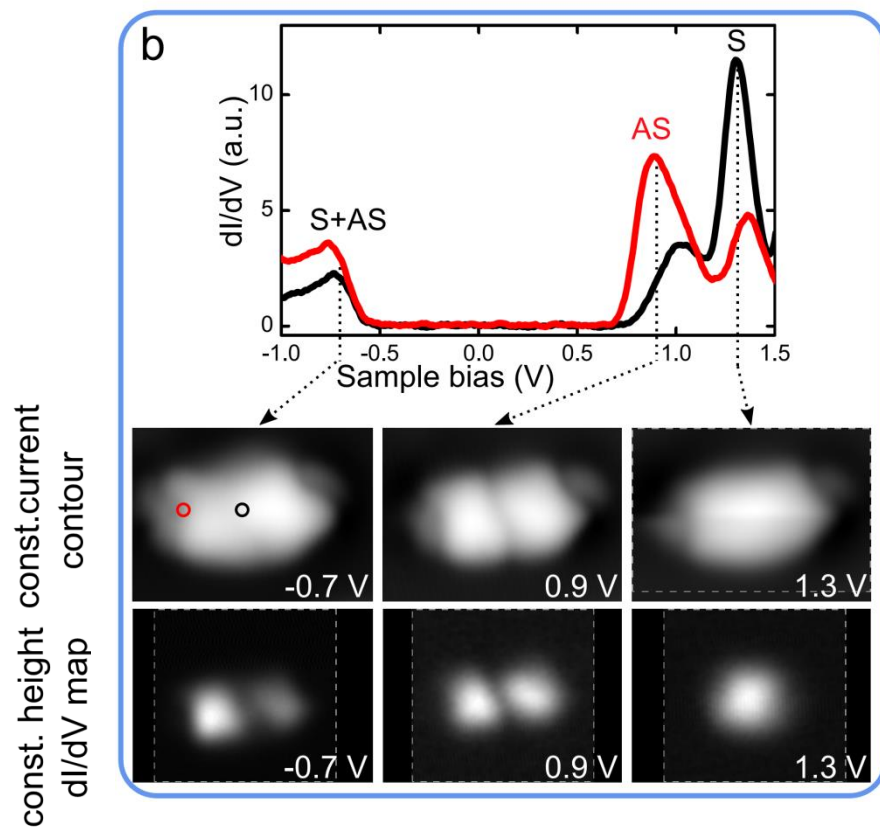 b
S
AS
S+AS
dI/dV (a.u.)
10
5
0
-1.0 -0.5 0.0 0.5 1.0 1.5
Sample bias (V)
const.current
contour
-0.7 V 0.9 V 1.3 V
const. height
dI/dV map
-0.7 V 0.9 V 1.3 V